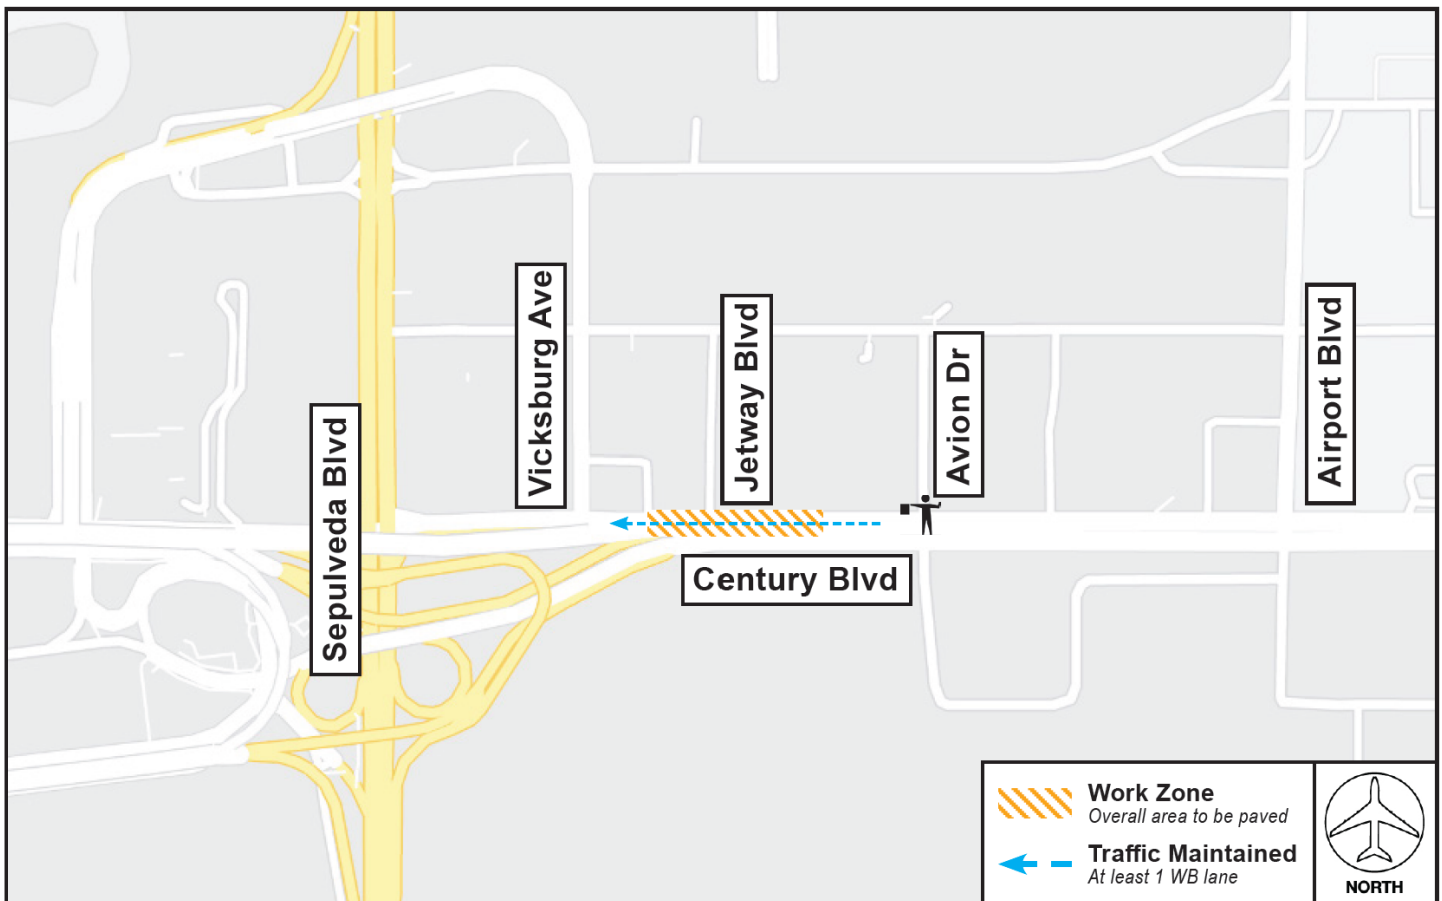 Sepulveda Blvd
Vicksburg Ave
Jetway Blvd
Avion Dr
Airport Blvd
Century Blvd
Work Zone
Overall area to be paved
Traffic Maintained
At least 1 WB lane
NORTH